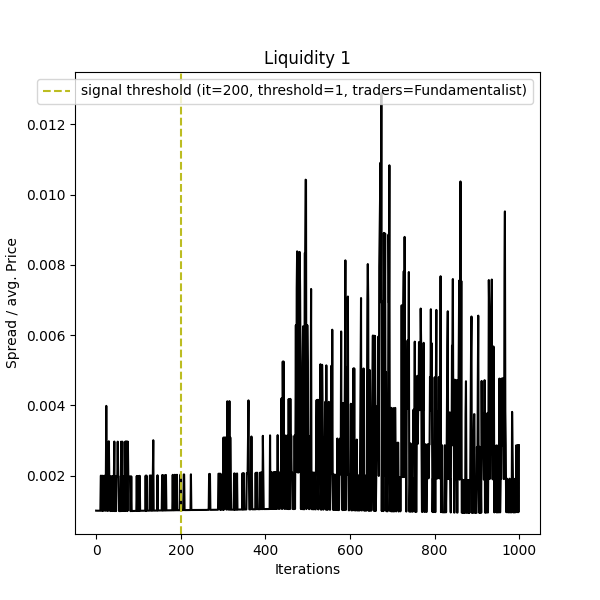 Liquidity 1
signal threshold (it=200, threshold=1, traders=Fundamentalist)
0.012
0.010
0.008
0.006
0.004
0.002
Spread / avg. Price
0 200 400 600 800 1000
Iterations